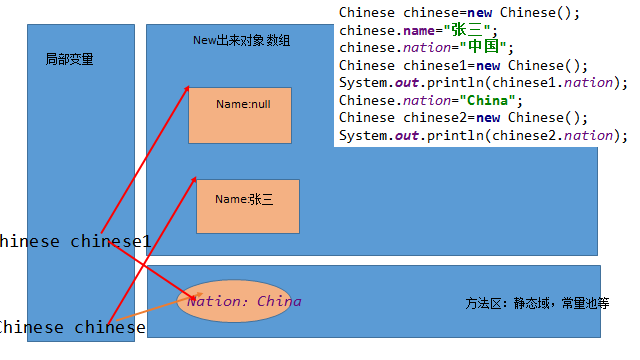 局部变量
New出来对象 数组
Chinese chinese=new Chinese();
chinese.name="张三";
chinese.nation="中国";
Chinese chinese1=new Chinese();
System.out.println(chinese1.nation);
Chinese.nation="China";
Chinese chinese2=new Chinese();
System.out.println(chinese2.nation);
Name:null
Name:张三
hinese chinese1
Nation: China
方法区：静态域，常量池等
Chinese chinese